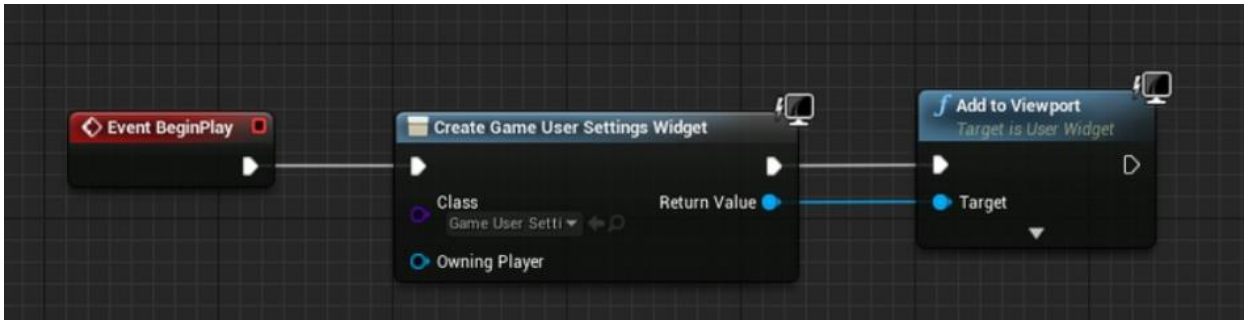 Event BeginPlay
Create Game User Settings Widget
Class
Game User Setti
Return Value
Owning Player
Add to Viewport
Target is User Widget
Target